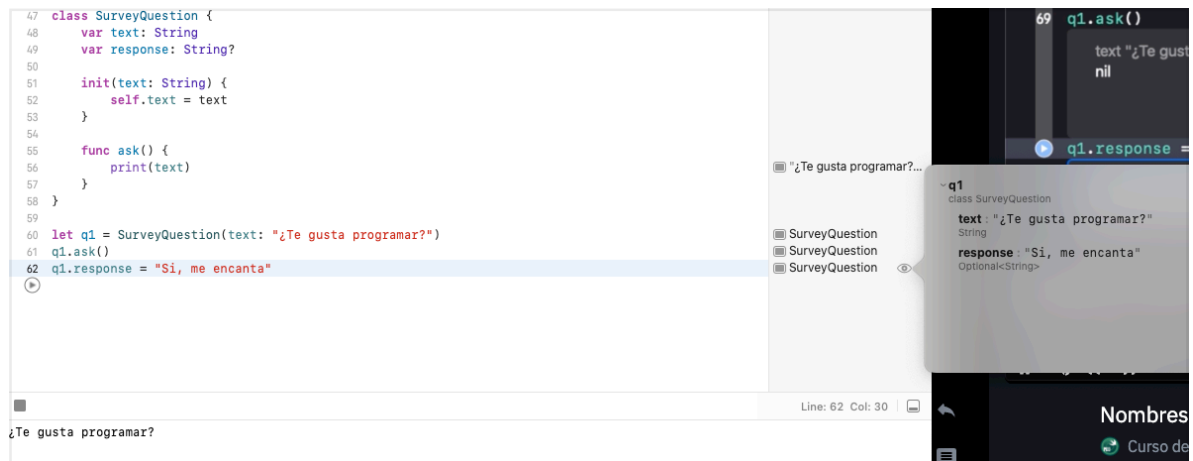 47 class SurveyQuestion {
48 var text: String
49 var response: String?
50
51 init(text: String) {
52 self.text = text
53 }
54
55 func ask() {
56 print(text)
57 }
58 }
59
60 let q1 = SurveyQuestion(text: "¿Te gusta programar?")
61 q1.ask()
62 q1.response = "Si, me encanta"
"¿Te gusta programar?...
SurveyQuestion
SurveyQuestion
SurveyQuestion
69 q1.ask()
text "¿Te gust
nil
q1.response =
q1
class SurveyQuestion
text : "¿Te gusta programar?"
String
response : "Si, me encanta"
Optional<String>
Line: 62 Col: 30
¿Te gusta programar?
Nombres
Curso de